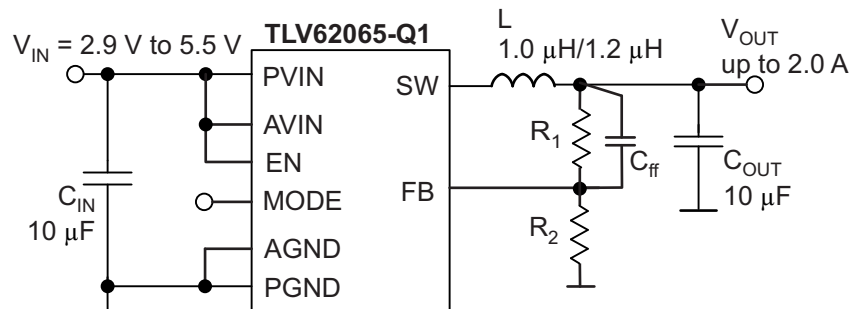 TLV62065-Q1
V_IN = 2.9 V to 5.5 V
PVIN
AVIN
EN
MODE
AGND
PGND
SW
FB
C_IN
10 μF
L
1.0 μH/1.2 μH
R_1
C_ff
R_2
V_OUT
up to 2.0 A
C_OUT
10 μF